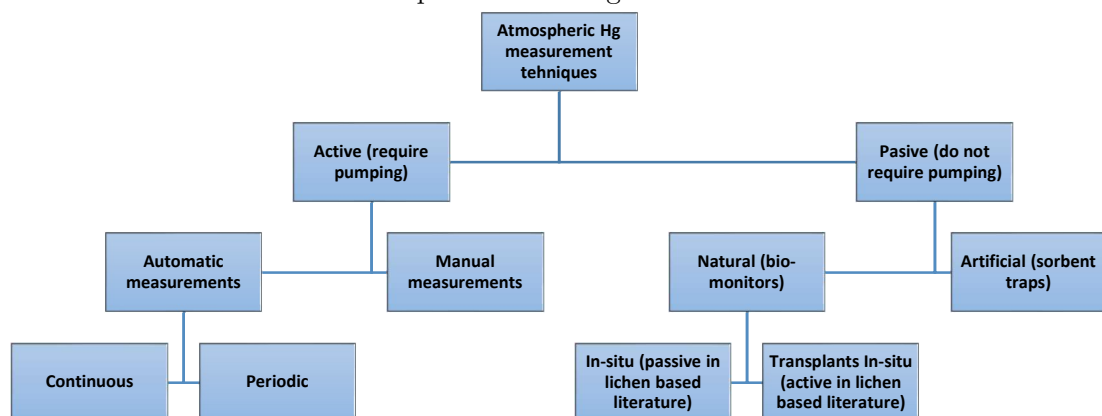 Atmospheric Hg
measurement
tehniques
Active (require
pumping)
Pasive (do not
require pumping)
Automatic
measurements
Manual
measurements
Natural (bio-
monitors)
Artificial (sorbent
traps)
Continuous
Periodic
In-situ (passive in
lichen based
literature)
Transplants In-situ
(active in lichen
based literature)